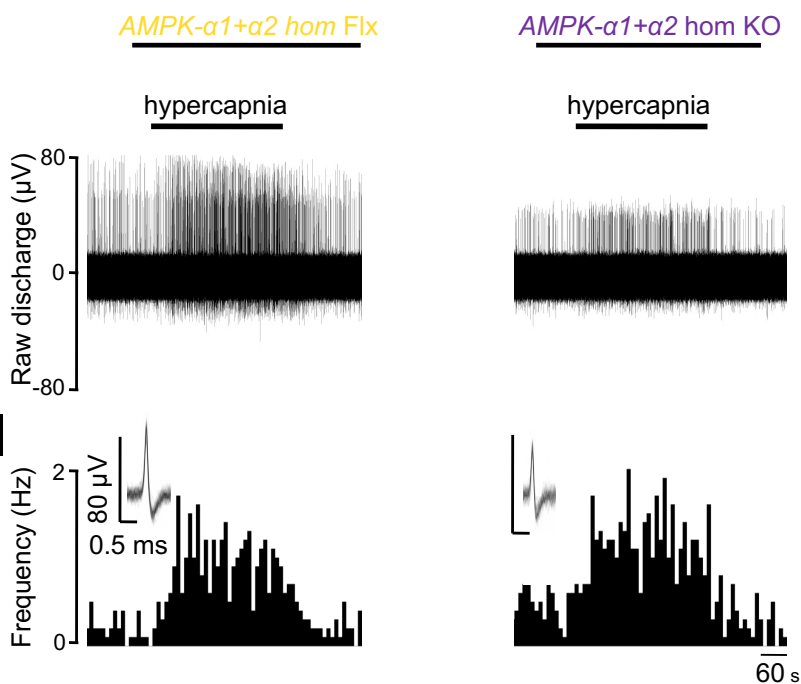 AMPK-α1+α2 hom Flx
AMPK-α1+α2 hom KO
hypercapnia
hypercapnia
Raw discharge (μV)
80
0
-80
Frequency (Hz)
2
0
80 μV
0.5 ms
60 s